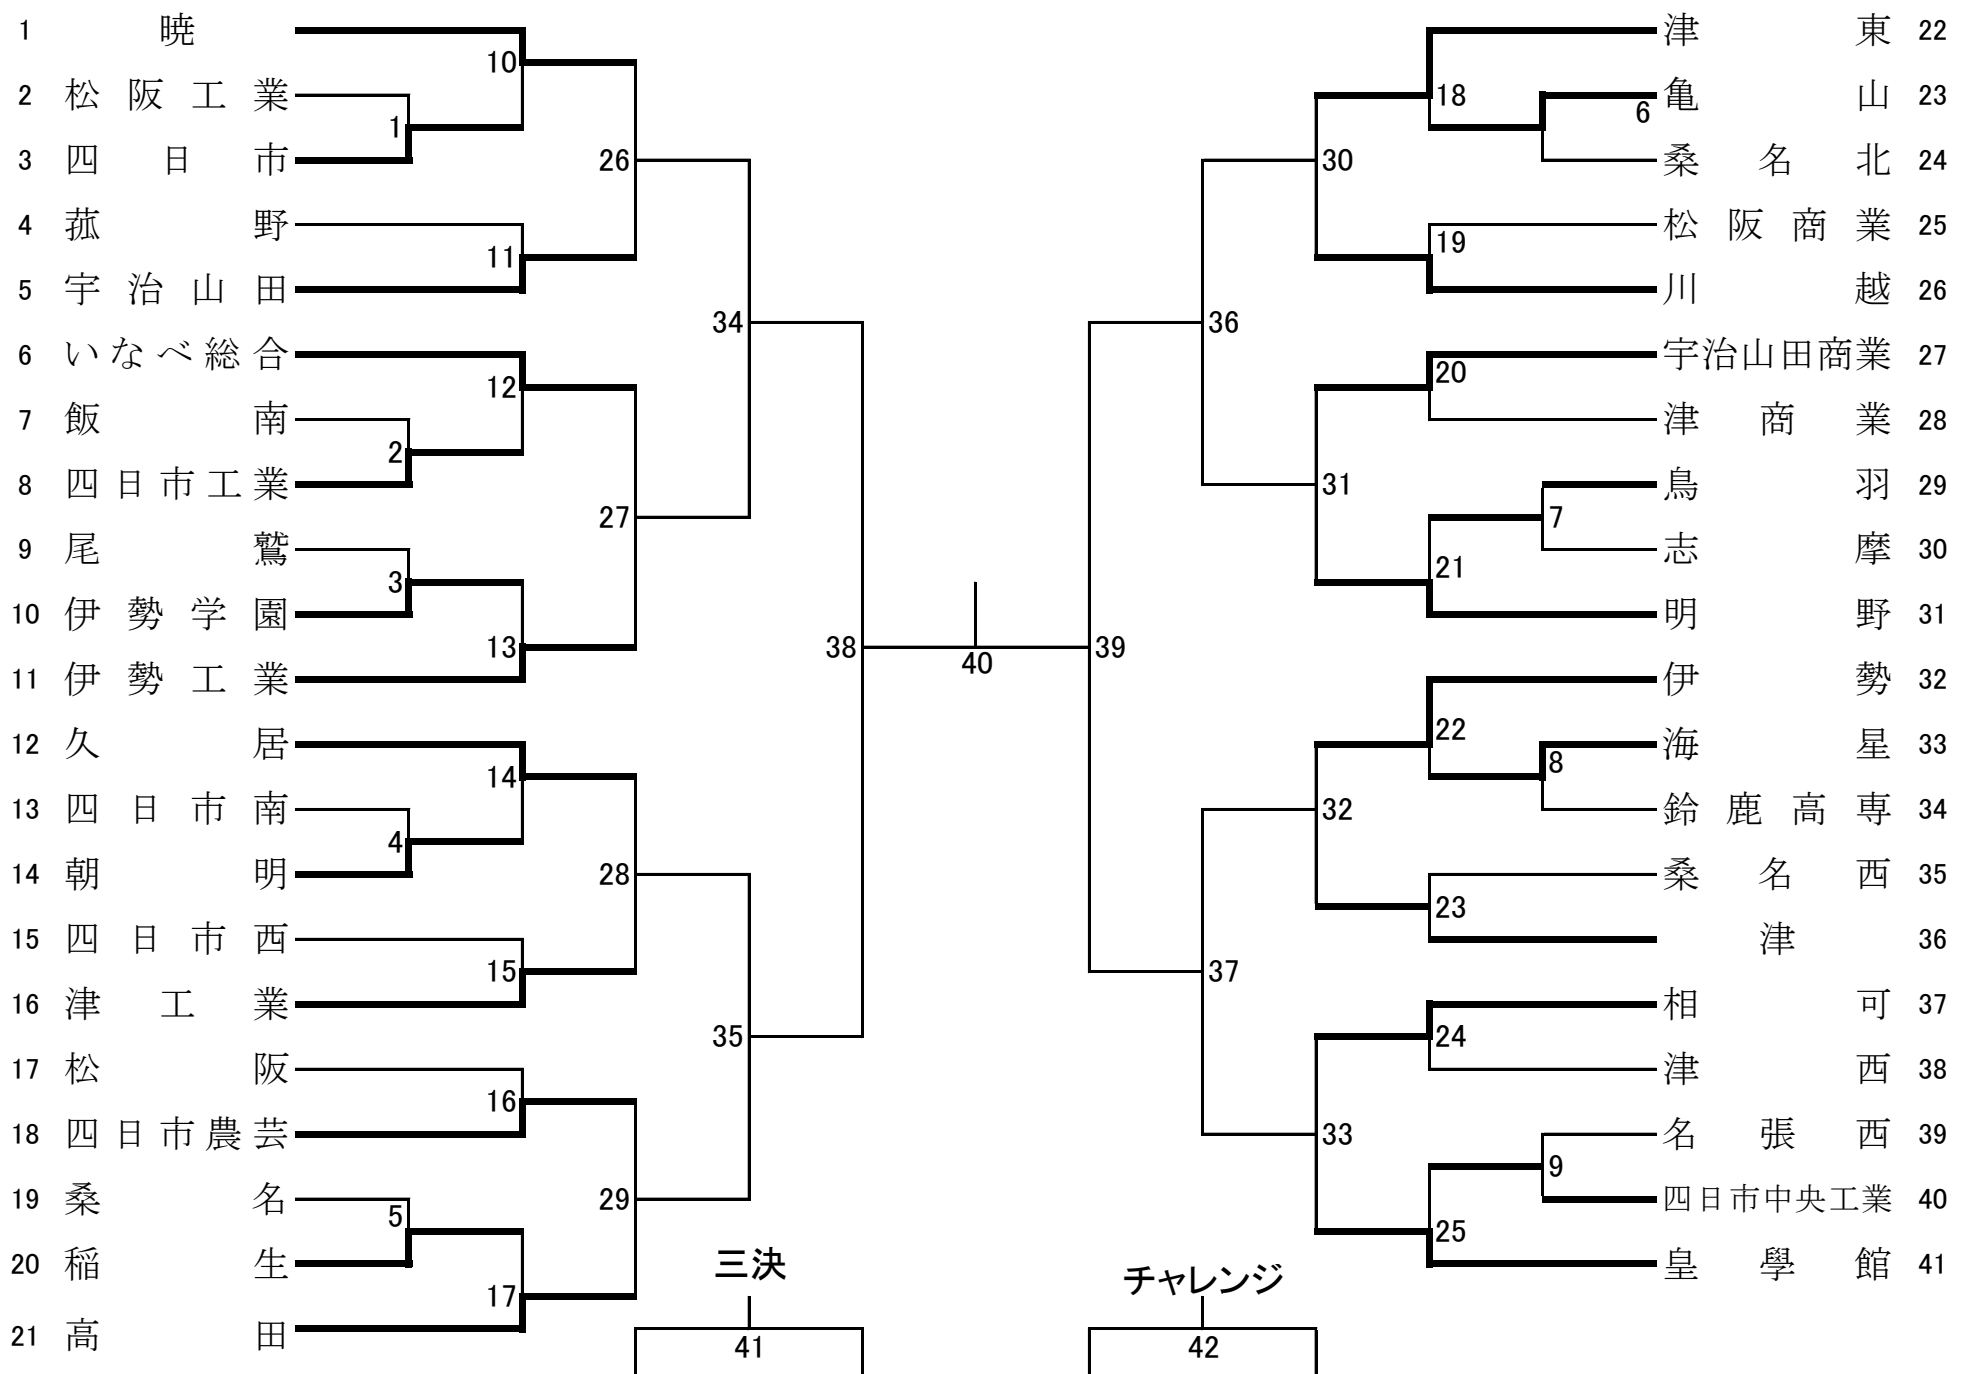 1 暁
2 松阪工業
3 四日市
4 菰野
5 宇治山田
6 いなべ総合
7 飯南
8 四日市工業
9 尾鷲
10 伊勢学園
11 伊勢工業
12 久居
13 四日市南
14 朝明
15 四日市西
16 津工業
17 松阪
18 四日市農芸
19 桑名
20 稲生
21 高田
10
1
11
12
2
3
13
14
4
15
16
5
17
26
27
28
29
34
35
38
40
39
36
37
30
31
32
33
18
6
19
20
7
21
22
8
23
24
9
25
津東 22
亀山 23
桑名北 24
松阪商業 25
川越 26
宇治山田商業 27
津商業 28
鳥羽 29
志摩 30
明野 31
伊勢 32
海星 33
鈴鹿高専 34
桑名西 35
津 36
相可 37
津西 38
名張西 39
四日市中央工業 40
皇學館 41
三決
41
チャレンジ
42